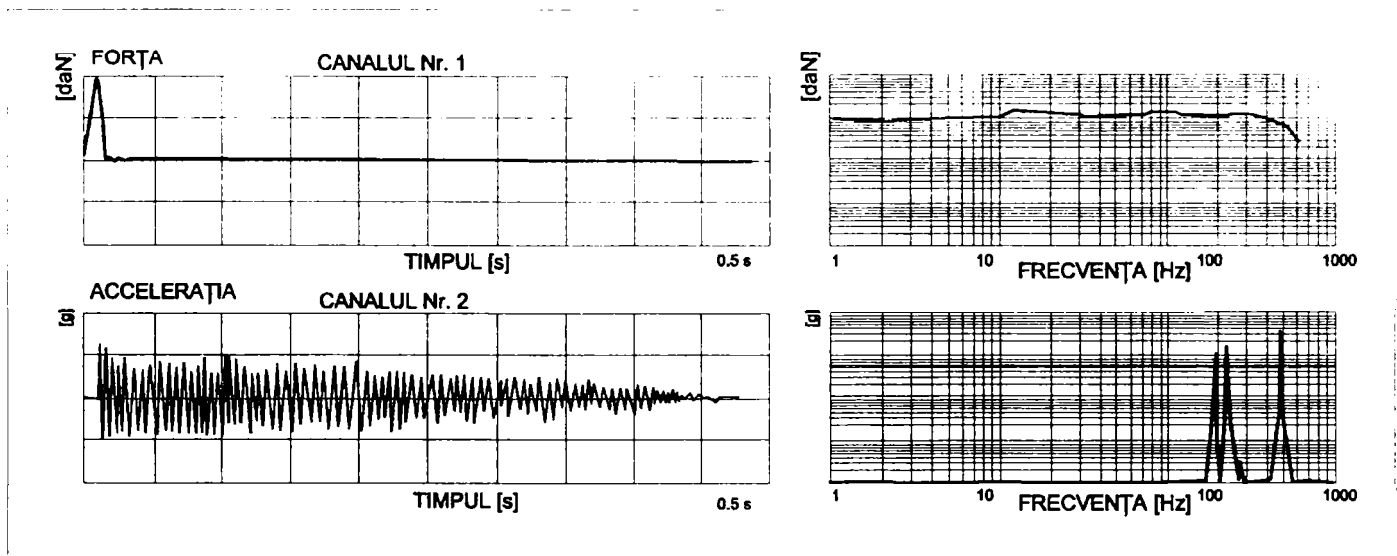 FORȚA
CANALUL Nr. 1
[daN]
TIMPUL [s]
0.5 s
[daN]
1 10 100 1000
FRECVENȚA [Hz]
ACCELERAȚIA
CANALUL Nr. 2
[g]
TIMPUL [s]
0.5 s
[g]
1 10 100 1000
FRECVENȚA [Hz]